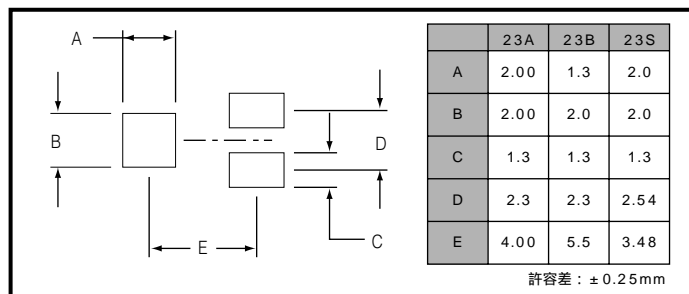 A
B
D
E
C
23A 23B 23S
A 2.00 1.3 2.0
B 2.00 2.0 2.0
C 1.3 1.3 1.3
D 2.3 2.3 2.54
E 4.00 5.5 3.48
許容差：±0.25mm